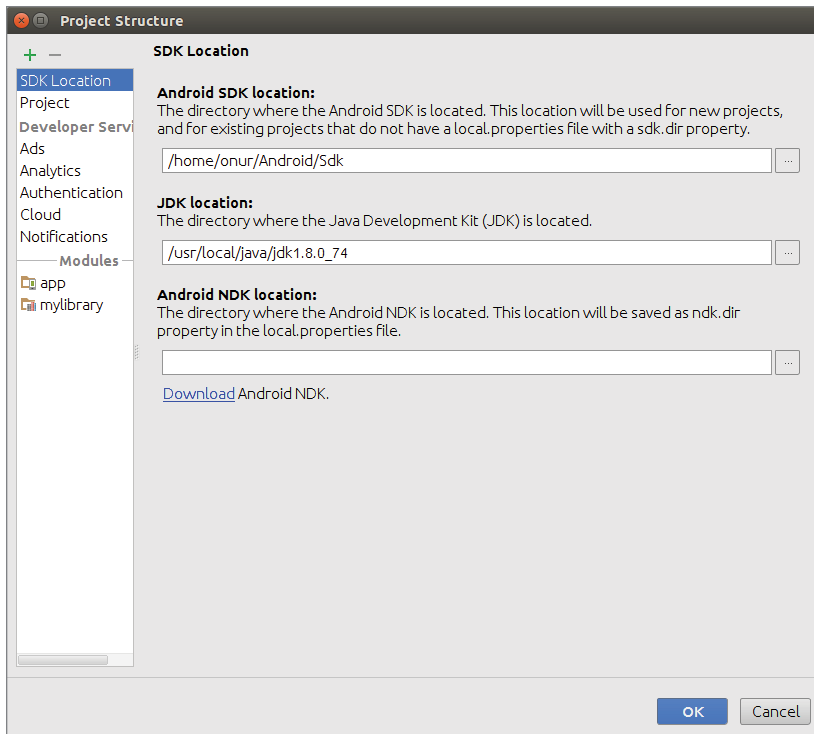 Project Structure
SDK Location
Project
Developer Servi
Ads
Analytics
Authentication
Cloud
Notifications
Modules
app
mylibrary
SDK Location
Android SDK location:
The directory where the Android SDK is located. This location will be used for new projects,
and for existing projects that do not have a local.properties file with a sdk.dir property.
/home/onur/Android/Sdk
...
JDK location:
The directory where the Java Development Kit (JDK) is located.
/usr/local/java/jdk1.8.0_74
...
Android NDK location:
The directory where the Android NDK is located. This location will be saved as ndk.dir
property in the local.properties file.
...
Download Android NDK.
OK
Cancel